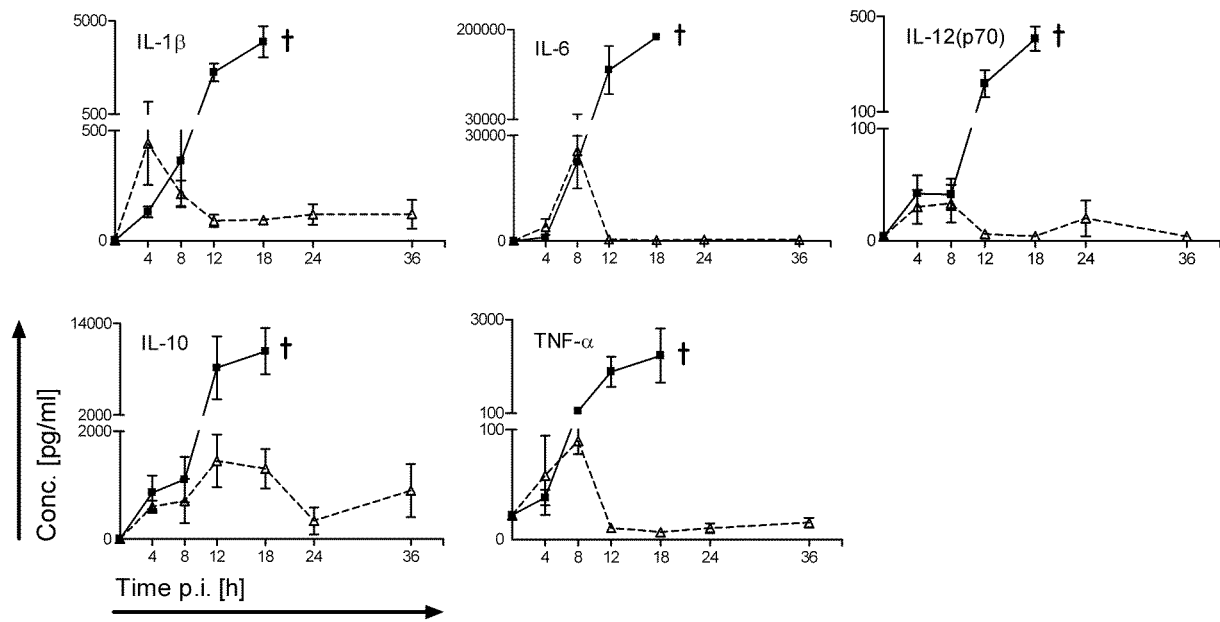 5000
IL-1β
†
500
500
0
4 8 12 18 24 36
200000
IL-6
†
30000
30000
0
4 8 12 18 24 36
500
IL-12(p70)
†
100
100
0
4 8 12 18 24 36
14000
IL-10
†
2000
2000
0
4 8 12 18 24 36
3000
TNF-α
†
100
100
0
4 8 12 18 24 36
Conc. [pg/ml]
Time p.i. [h]